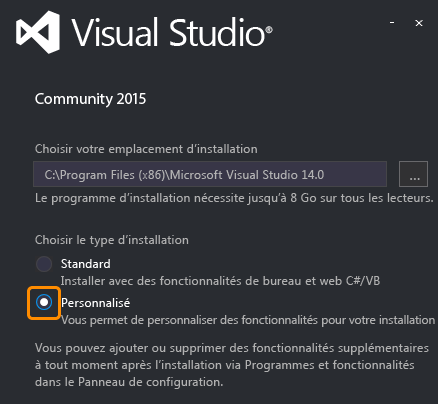 Visual Studio®
Community 2015
Choisir votre emplacement d'installation
C:\Program Files (x86)\Microsoft Visual Studio 14.0
...
Le programme d'installation nécessite jusqu'à 8 Go sur tous les lecteurs.
Choisir le type d'installation
Standard
Installer avec des fonctionnalités de bureau et web C#/VB
Personnalisé
Vous permet de personnaliser des fonctionnalités pour votre installation
Vous pouvez ajouter ou supprimer des fonctionnalités supplémentaires
à tout moment après l'installation via Programmes et fonctionnalités
dans le Panneau de configuration.